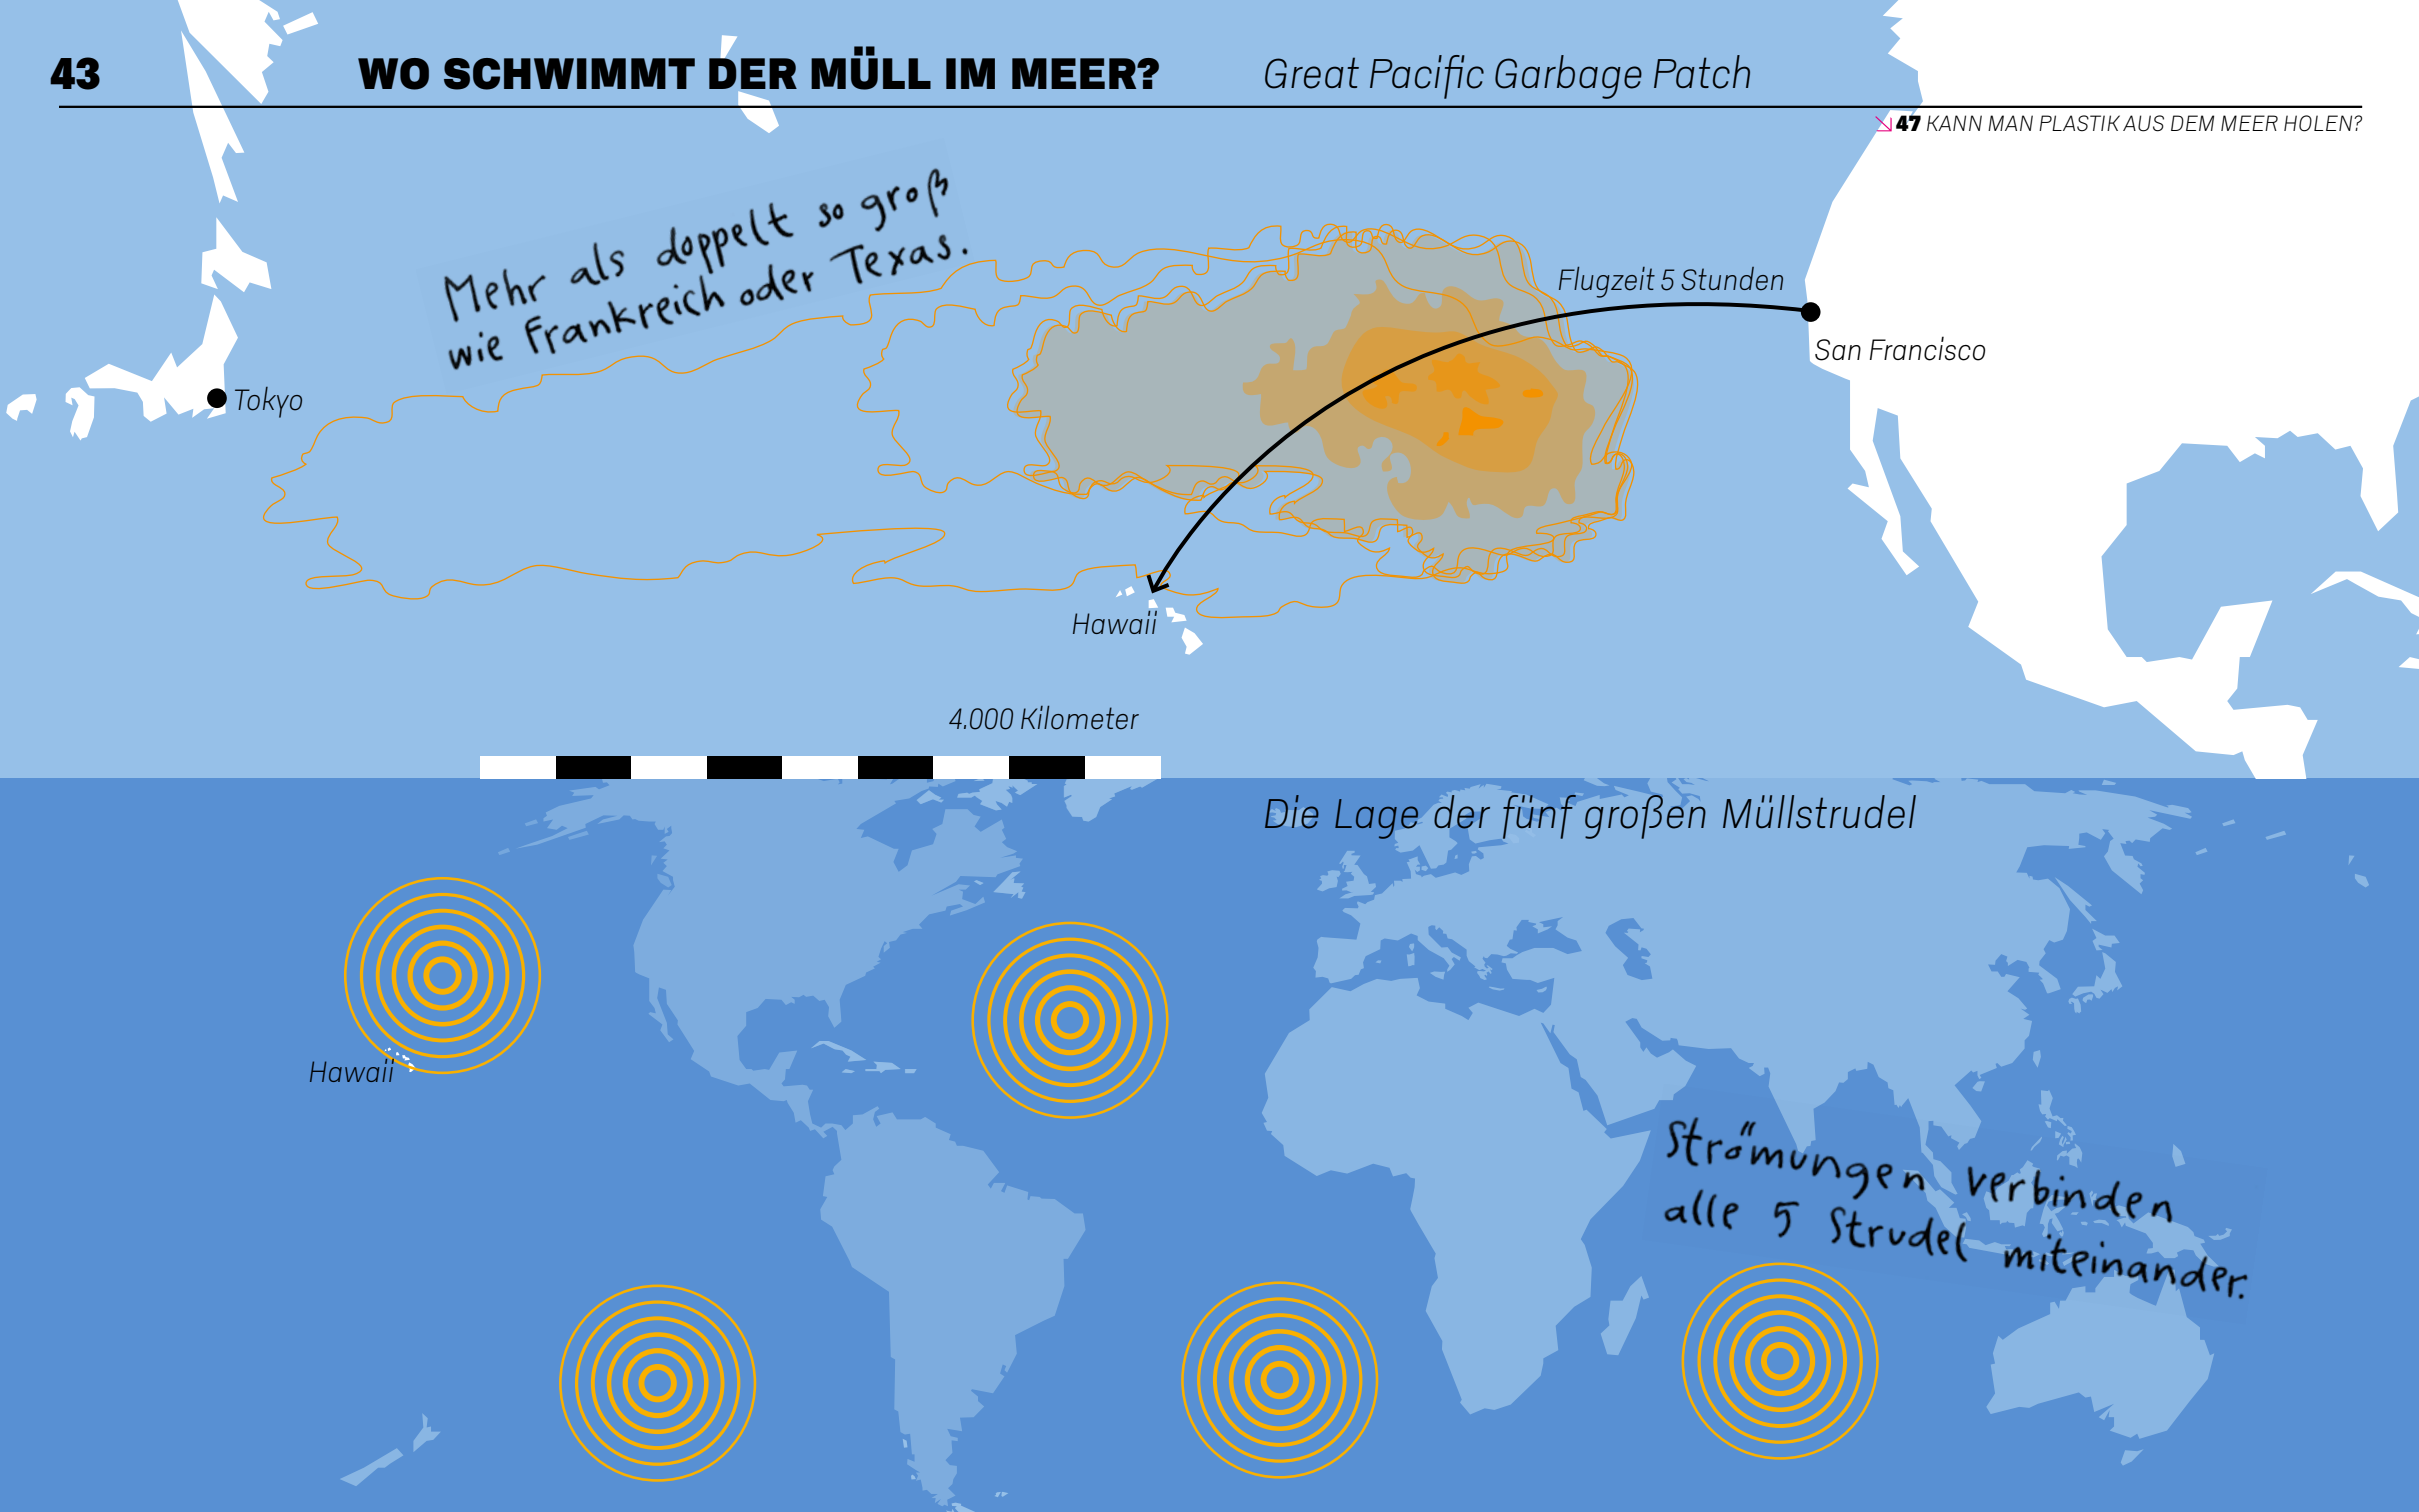 43 WO SCHWIMMT DER MÜLL IM MEER? Great Pacific Garbage Patch
↘47 KANN MAN PLASTIK AUS DEM MEER HOLEN?
Mehr als doppelt so groß
wie Frankreich oder Texas.
Flugzeit 5 Stunden
San Francisco
Tokyo
Hawaii
4.000 Kilometer
Die Lage der fünf großen Müllstrudel
Hawaii
Strömungen verbinden
alle 5 Strudel miteinander.